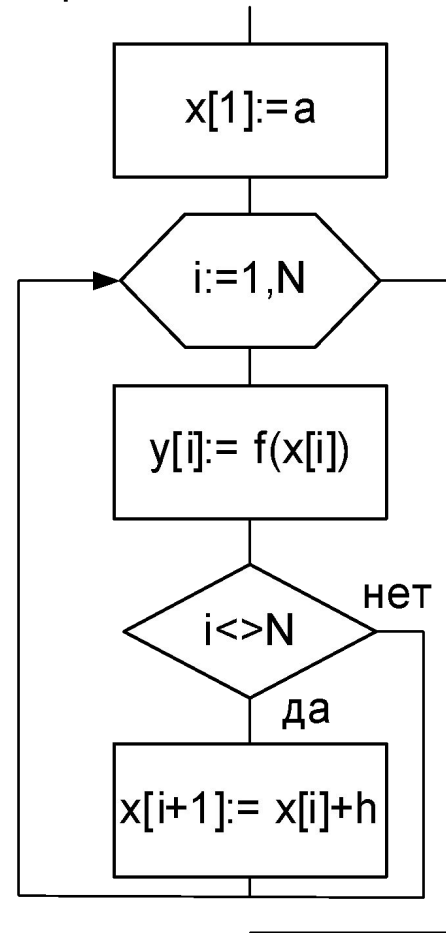 x[1]:=a
i:=1,N
y[i]:= f(x[i])
нет
i<>N
да
x[i+1]:= x[i]+h